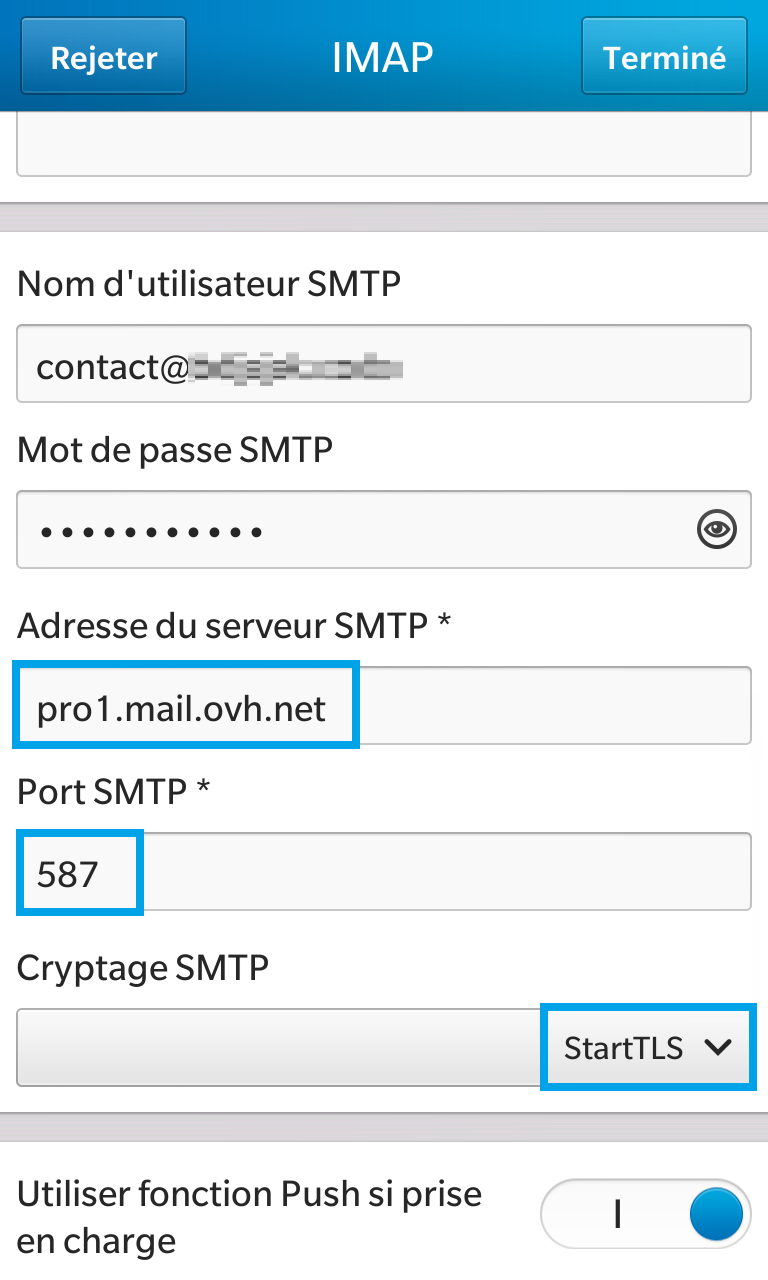 Rejeter
IMAP
Terminé
Nom d'utilisateur SMTP
contact@
Mot de passe SMTP
•••••••••••
Adresse du serveur SMTP *
pro1.mail.ovh.net
Port SMTP *
587
Cryptage SMTP
StartTLS
Utiliser fonction Push si prise
en charge